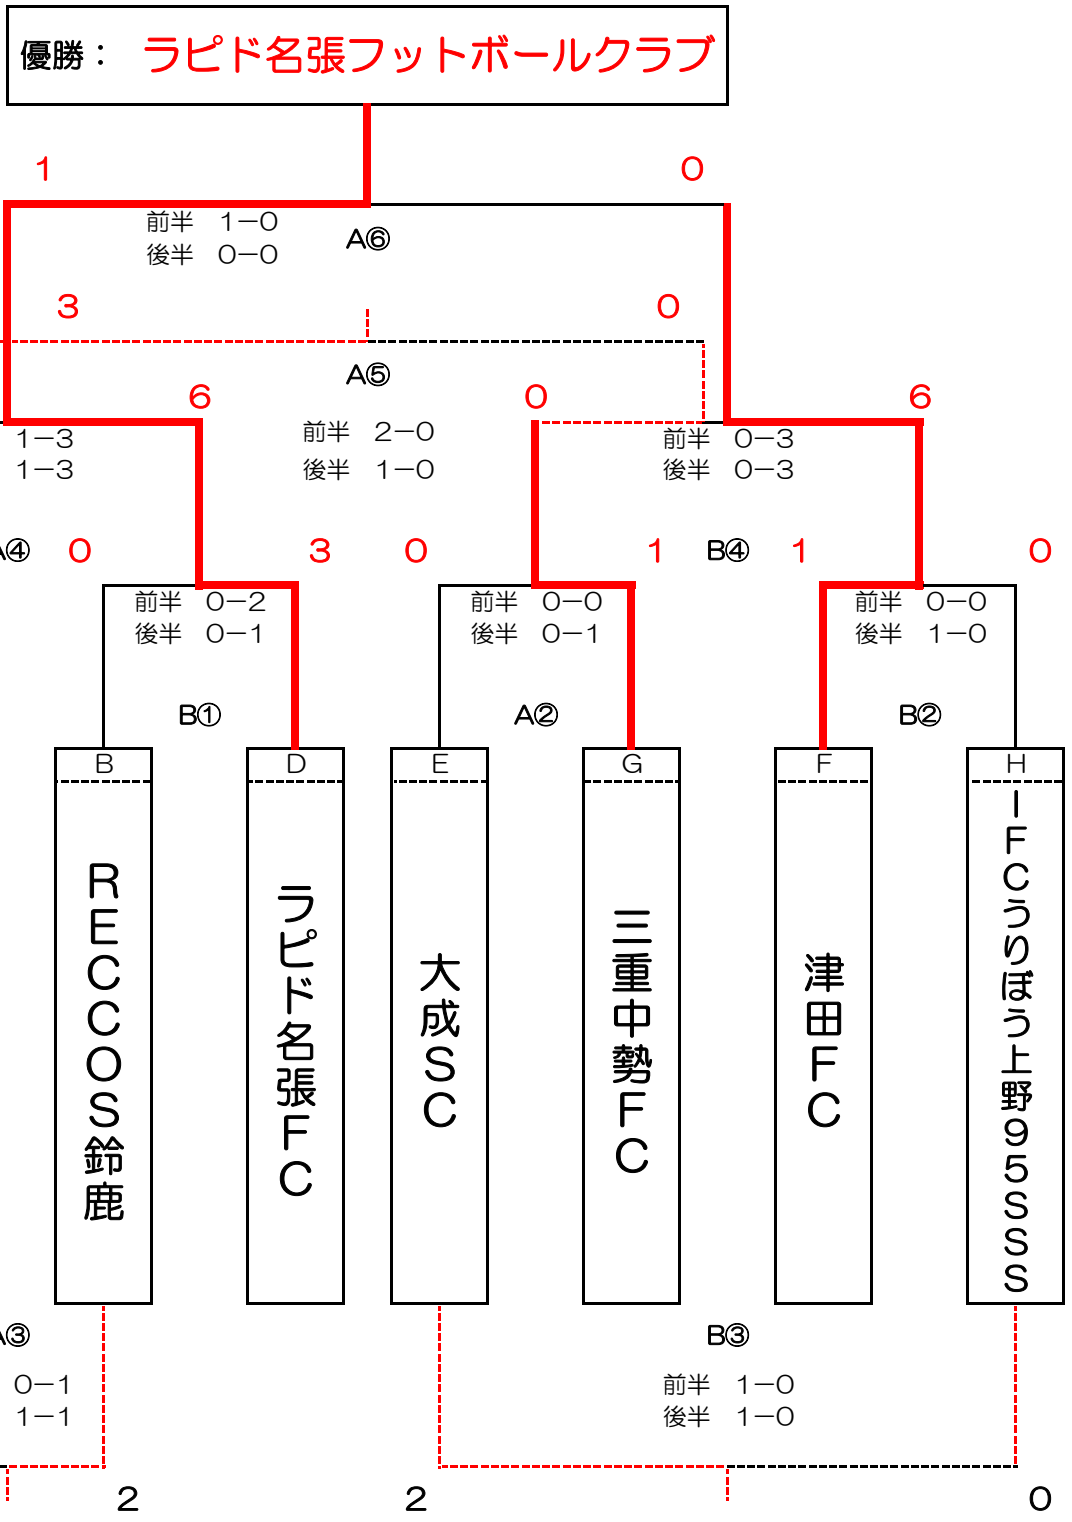 優勝： ラピド名張フットボールクラブ
1 0
前半 1－0
後半 0－0
A⑥
3 0
A⑤
6 0 6
1－3
1－3
前半 2－0
後半 1－0
前半 0－3
後半 0－3
A④ 0 3 0 1 B④ 1 0
前半 0－2
後半 0－1
前半 0－0
後半 0－1
前半 0－0
後半 1－0
B① A② B②
B D E G F H
RECCOS鈴鹿
ラピド名張FC
大成SC
三重中勢FC
津田FC
IFCうりぼう上野95SSS
A③ B③
0－1
1－1
前半 1－0
後半 1－0
2 2 0